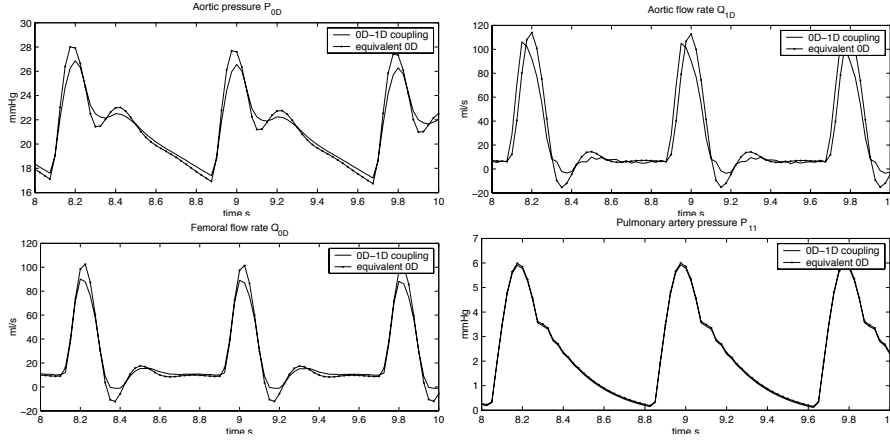 Aortic pressure P0D
0D−1D coupling
equivalent 0D
mmHg
30
28
26
24
22
20
18
16
8 8.2 8.4 8.6 8.8 9 9.2 9.4 9.6 9.8 10
time s
Aortic flow rate Q1D
0D−1D coupling
equivalent 0D
ml/s
120
100
80
60
40
20
0
−20
8 8.2 8.4 8.6 8.8 9 9.2 9.4 9.6 9.8 10
time s
Femoral flow rate Q0D
0D−1D coupling
equivalent 0D
ml/s
120
100
80
60
40
20
0
−20
8 8.2 8.4 8.6 8.8 9 9.2 9.4 9.6 9.8 10
time s
Pulmonary artery pressure P11
0D−1D coupling
equivalent 0D
mmHg
7
6
5
4
3
2
1
0
8 8.2 8.4 8.6 8.8 9 9.2 9.4 9.6 9.8 10
time s